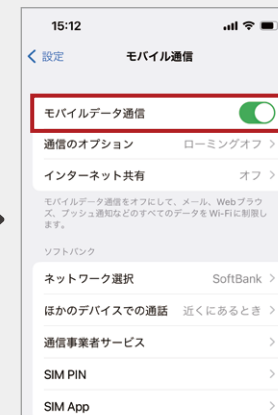 15:12
設定
モバイル通信
モバイルデータ通信
通信のオプション ローミングオフ
インターネット共有 オフ
モバイルデータ通信をオフにして、メール、Webブラウ
ズ、プッシュ通知などのすべてのデータをWi-Fiに制限し
ます。
ソフトバンク
ネットワーク選択 SoftBank
ほかのデバイスでの通話 近くにあるとき
通信事業者サービス
SIM PIN
SIM App